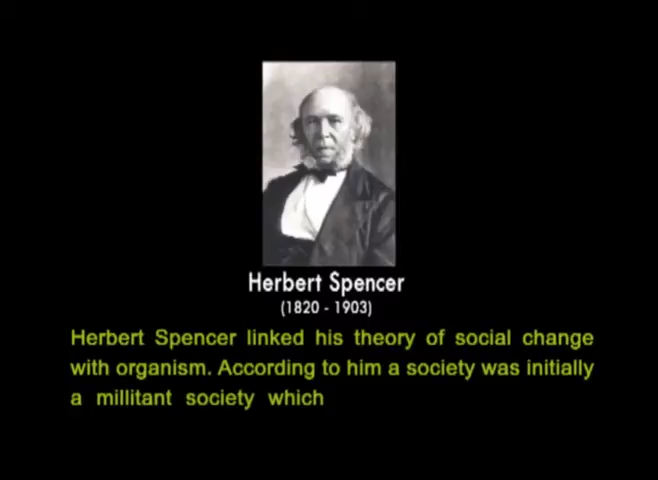 Herbert Spencer
(1820 - 1903)
Herbert Spencer linked his theory of social change
with organism. According to him a society was initially
a millitant society which